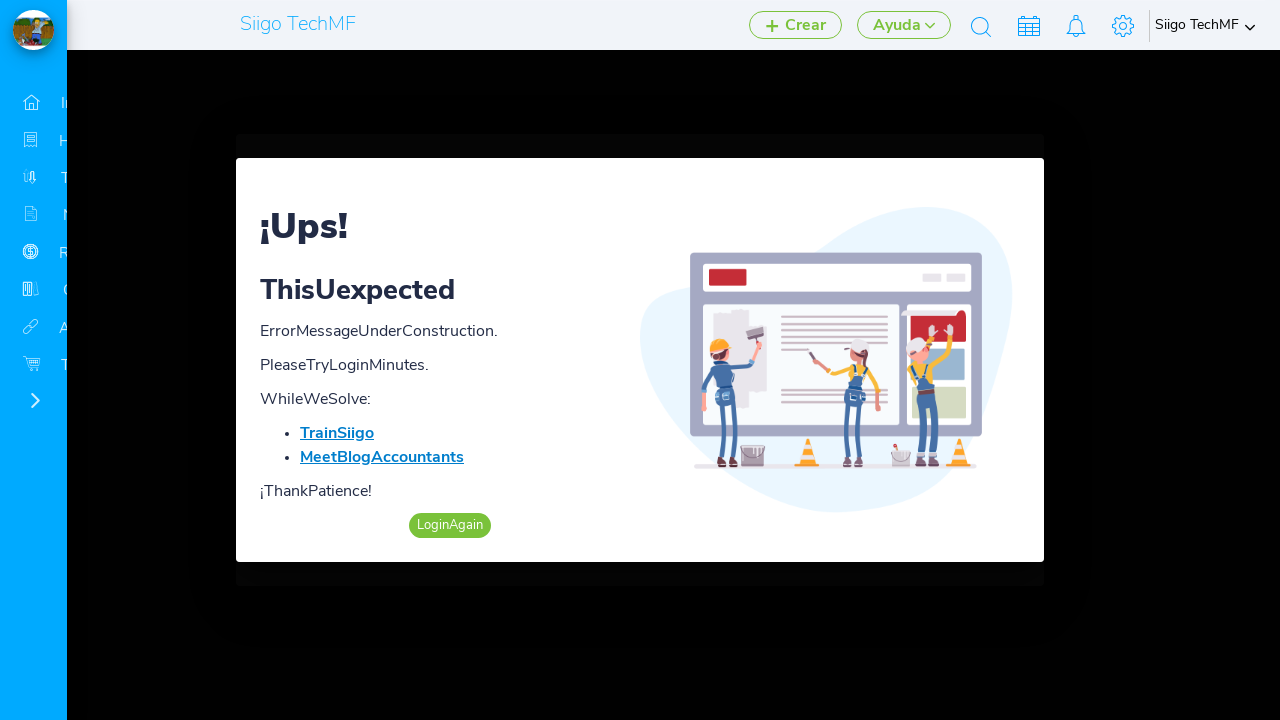 Siigo TechMF
Crear
Ayuda
Siigo TechMF
¡Ups!
ThisUexpected
ErrorMessageUnderConstruction.
PleaseTryLoginMinutes.
WhileWeSolve:
TrainSiigo
MeetBlogAccountants
¡ThankPatience!
LoginAgain